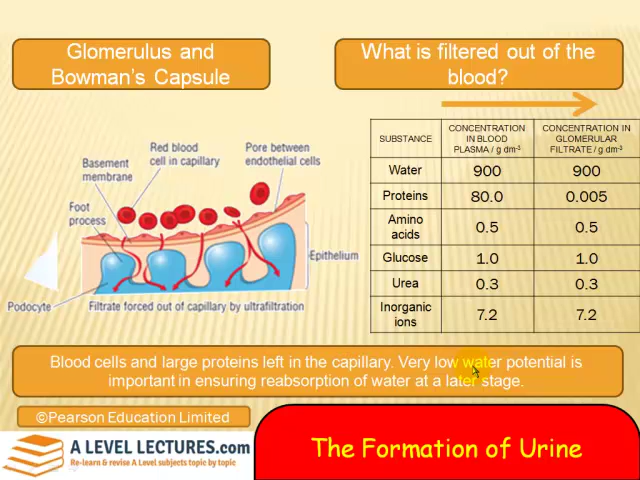 Glomerulus and
Bowman's Capsule
What is filtered out of the
blood?
Red blood
cell in capillary
Pore between
endothelial cells
Basement
membrane
Foot
process
Epithelium
Podocyte
Filtrate forced out of capillary by ultrafiltration
SUBSTANCE
CONCENTRATION
IN BLOOD
PLASMA / g dm-3
CONCENTRATION IN
GLOMERULAR
FILTRATE / g dm-3
Water 900 900
Proteins 80.0 0.005
Amino
acids 0.5 0.5
Glucose 1.0 1.0
Urea 0.3 0.3
Inorganic
ions 7.2 7.2
Blood cells and large proteins left in the capillary. Very low water potential is
important in ensuring reabsorption of water at a later stage.
©Pearson Education Limited
A LEVEL LECTURES.com
Re-learn & revise A Level subjects topic by topic
The Formation of Urine